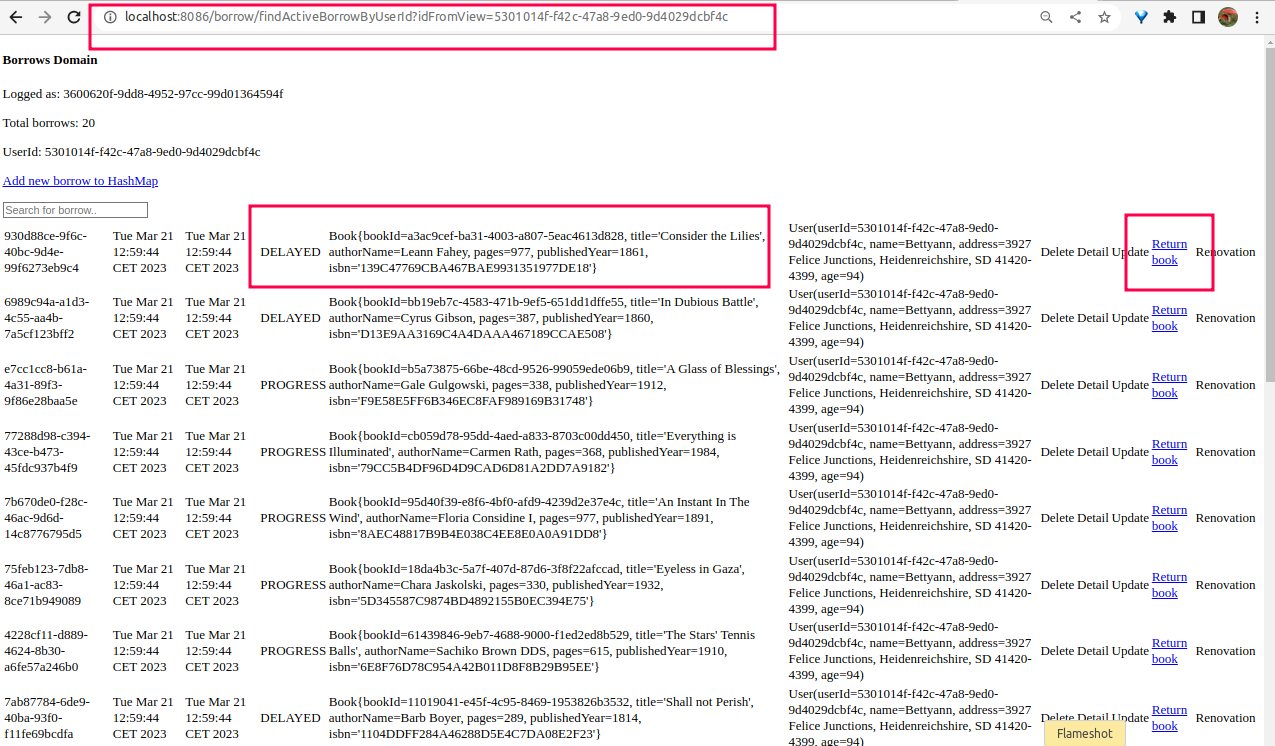 localhost:8086/borrow/findActiveBorrowByUserId?idFromView=5301014f-f42c-47a8-9ed0-9d4029dcbf4c
Borrows Domain
Logged as: 3600620f-9dd8-4952-97cc-99d01364594f
Total borrows: 20
UserId: 5301014f-f42c-47a8-9ed0-9d4029dcbf4c
Add new borrow to HashMap
Search for borrow..
930d88ce-9f6c-40bc-9d4e-99f6273eb9c4 Tue Mar 21 12:59:44 CET 2023 Tue Mar 21 12:59:44 CET 2023 DELAYED Book{bookId=a3ac9cef-ba31-4003-a807-5eac4613d828, title='Consider the Lilies', authorName=Leann Fahey, pages=977, publishedYear=1861, isbn='139C47769CBA467BAE9931351977DE18'} User(userId=5301014f-f42c-47a8-9ed0-9d4029dcbf4c, name=Bettyann, address=3927 Felice Junctions, Heidenreichshire, SD 41420-4399, age=94) Delete Detail Update Return book Renovation
6989c94a-a1d3-4c55-aa4b-7a5cf123bff2 Tue Mar 21 12:59:44 CET 2023 Tue Mar 21 12:59:44 CET 2023 DELAYED Book{bookId=bb19eb7c-4583-471b-9ef5-651dd1dffe55, title='In Dubious Battle', authorName=Cyrus Gibson, pages=387, publishedYear=1860, isbn='D13E9AA3169C4A4DAAA467189CCAE508'} User(userId=5301014f-f42c-47a8-9ed0-9d4029dcbf4c, name=Bettyann, address=3927 Felice Junctions, Heidenreichshire, SD 41420-4399, age=94) Delete Detail Update Return book Renovation
e7cc1cc8-b61a-4a31-89f3-9f86e28baa5e Tue Mar 21 12:59:44 CET 2023 Tue Mar 21 12:59:44 CET 2023 PROGRESS Book{bookId=b5a73875-66be-48cd-9526-99059ede06b9, title='A Glass of Blessings', authorName=Gale Gulgowski, pages=338, publishedYear=1912, isbn='F9E58E5FF6B346EC8FAF989169B31748'} User(userId=5301014f-f42c-47a8-9ed0-9d4029dcbf4c, name=Bettyann, address=3927 Felice Junctions, Heidenreichshire, SD 41420-4399, age=94) Delete Detail Update Return book Renovation
77288d98-c394-43ce-b473-45fdc937b4f9 Tue Mar 21 12:59:44 CET 2023 Tue Mar 21 12:59:44 CET 2023 PROGRESS Book{bookId=cb059d78-95dd-4aed-a833-8703c00dd450, title='Everything is Illuminated', authorName=Carmen Rath, pages=368, publishedYear=1984, isbn='79CC5B4DF96D4D9CAD6D81A2DD7A9182'} User(userId=5301014f-f42c-47a8-9ed0-9d4029dcbf4c, name=Bettyann, address=3927 Felice Junctions, Heidenreichshire, SD 41420-4399, age=94) Delete Detail Update Return book Renovation
7b670de0-f28c-46ac-9d6d-14c8776795d5 Tue Mar 21 12:59:44 CET 2023 Tue Mar 21 12:59:44 CET 2023 PROGRESS Book{bookId=95d40f39-e8f6-4bf0-afd9-4239d2e37e4c, title='An Instant In The Wind', authorName=Floria Considine I, pages=977, publishedYear=1891, isbn='8AEC48817B9B4E038C4EE8E0A0A91DD8'} User(userId=5301014f-f42c-47a8-9ed0-9d4029dcbf4c, name=Bettyann, address=3927 Felice Junctions, Heidenreichshire, SD 41420-4399, age=94) Delete Detail Update Return book Renovation
75feb123-7db8-46a1-ac83-8ce71b949089 Tue Mar 21 12:59:44 CET 2023 Tue Mar 21 12:59:44 CET 2023 PROGRESS Book{bookId=18da4b3c-5a7f-407d-87d6-3f8f22afccad, title='Eyeless in Gaza', authorName=Chara Jaskolski, pages=330, publishedYear=1932, isbn='5D345587C9874BD4892155B0EC394E75'} User(userId=5301014f-f42c-47a8-9ed0-9d4029dcbf4c, name=Bettyann, address=3927 Felice Junctions, Heidenreichshire, SD 41420-4399, age=94) Delete Detail Update Return book Renovation
4228cf11-d889-4624-8b30-a6fe57a246b0 Tue Mar 21 12:59:44 CET 2023 Tue Mar 21 12:59:44 CET 2023 PROGRESS Book{bookId=61439846-9eb7-4688-9000-f1ed2ed8b529, title='The Stars' Tennis Balls', authorName=Sachiko Brown DDS, pages=615, publishedYear=1910, isbn='6E8F76D78C954A42B011D8F8B29B95EE'} User(userId=5301014f-f42c-47a8-9ed0-9d4029dcbf4c, name=Bettyann, address=3927 Felice Junctions, Heidenreichshire, SD 41420-4399, age=94) Delete Detail Update Return book Renovation
7ab87784-6de9-40ba-93f0-f11fe69bcdfa Tue Mar 21 12:59:44 CET 2023 Tue Mar 21 12:59:44 CET 2023 DELAYED Book{bookId=11019041-e45f-4c95-8469-1953826b3532, title='Shall not Perish', authorName=Barb Boyer, pages=289, publishedYear=1814, isbn='1104DDFF284A46288D5E4C7DA08E2F23'} User(userId=5301014f-f42c-47a8-9ed0-9d4029dcbf4c, name=Bettyann, address=3927 Felice Junctions, Heidenreichshire, SD 41420-4399, age=94) Delete Detail Update Return book Renovation
Flameshot